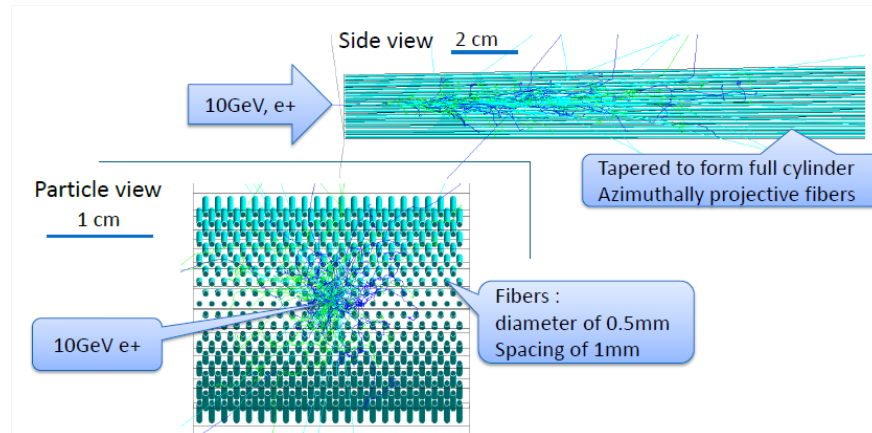 Side view 2 cm
10GeV, e+
Tapered to form full cylinder
Azimuthally projective fibers
Particle view
1 cm
Fibers :
diameter of 0.5mm
Spacing of 1mm
10GeV e+